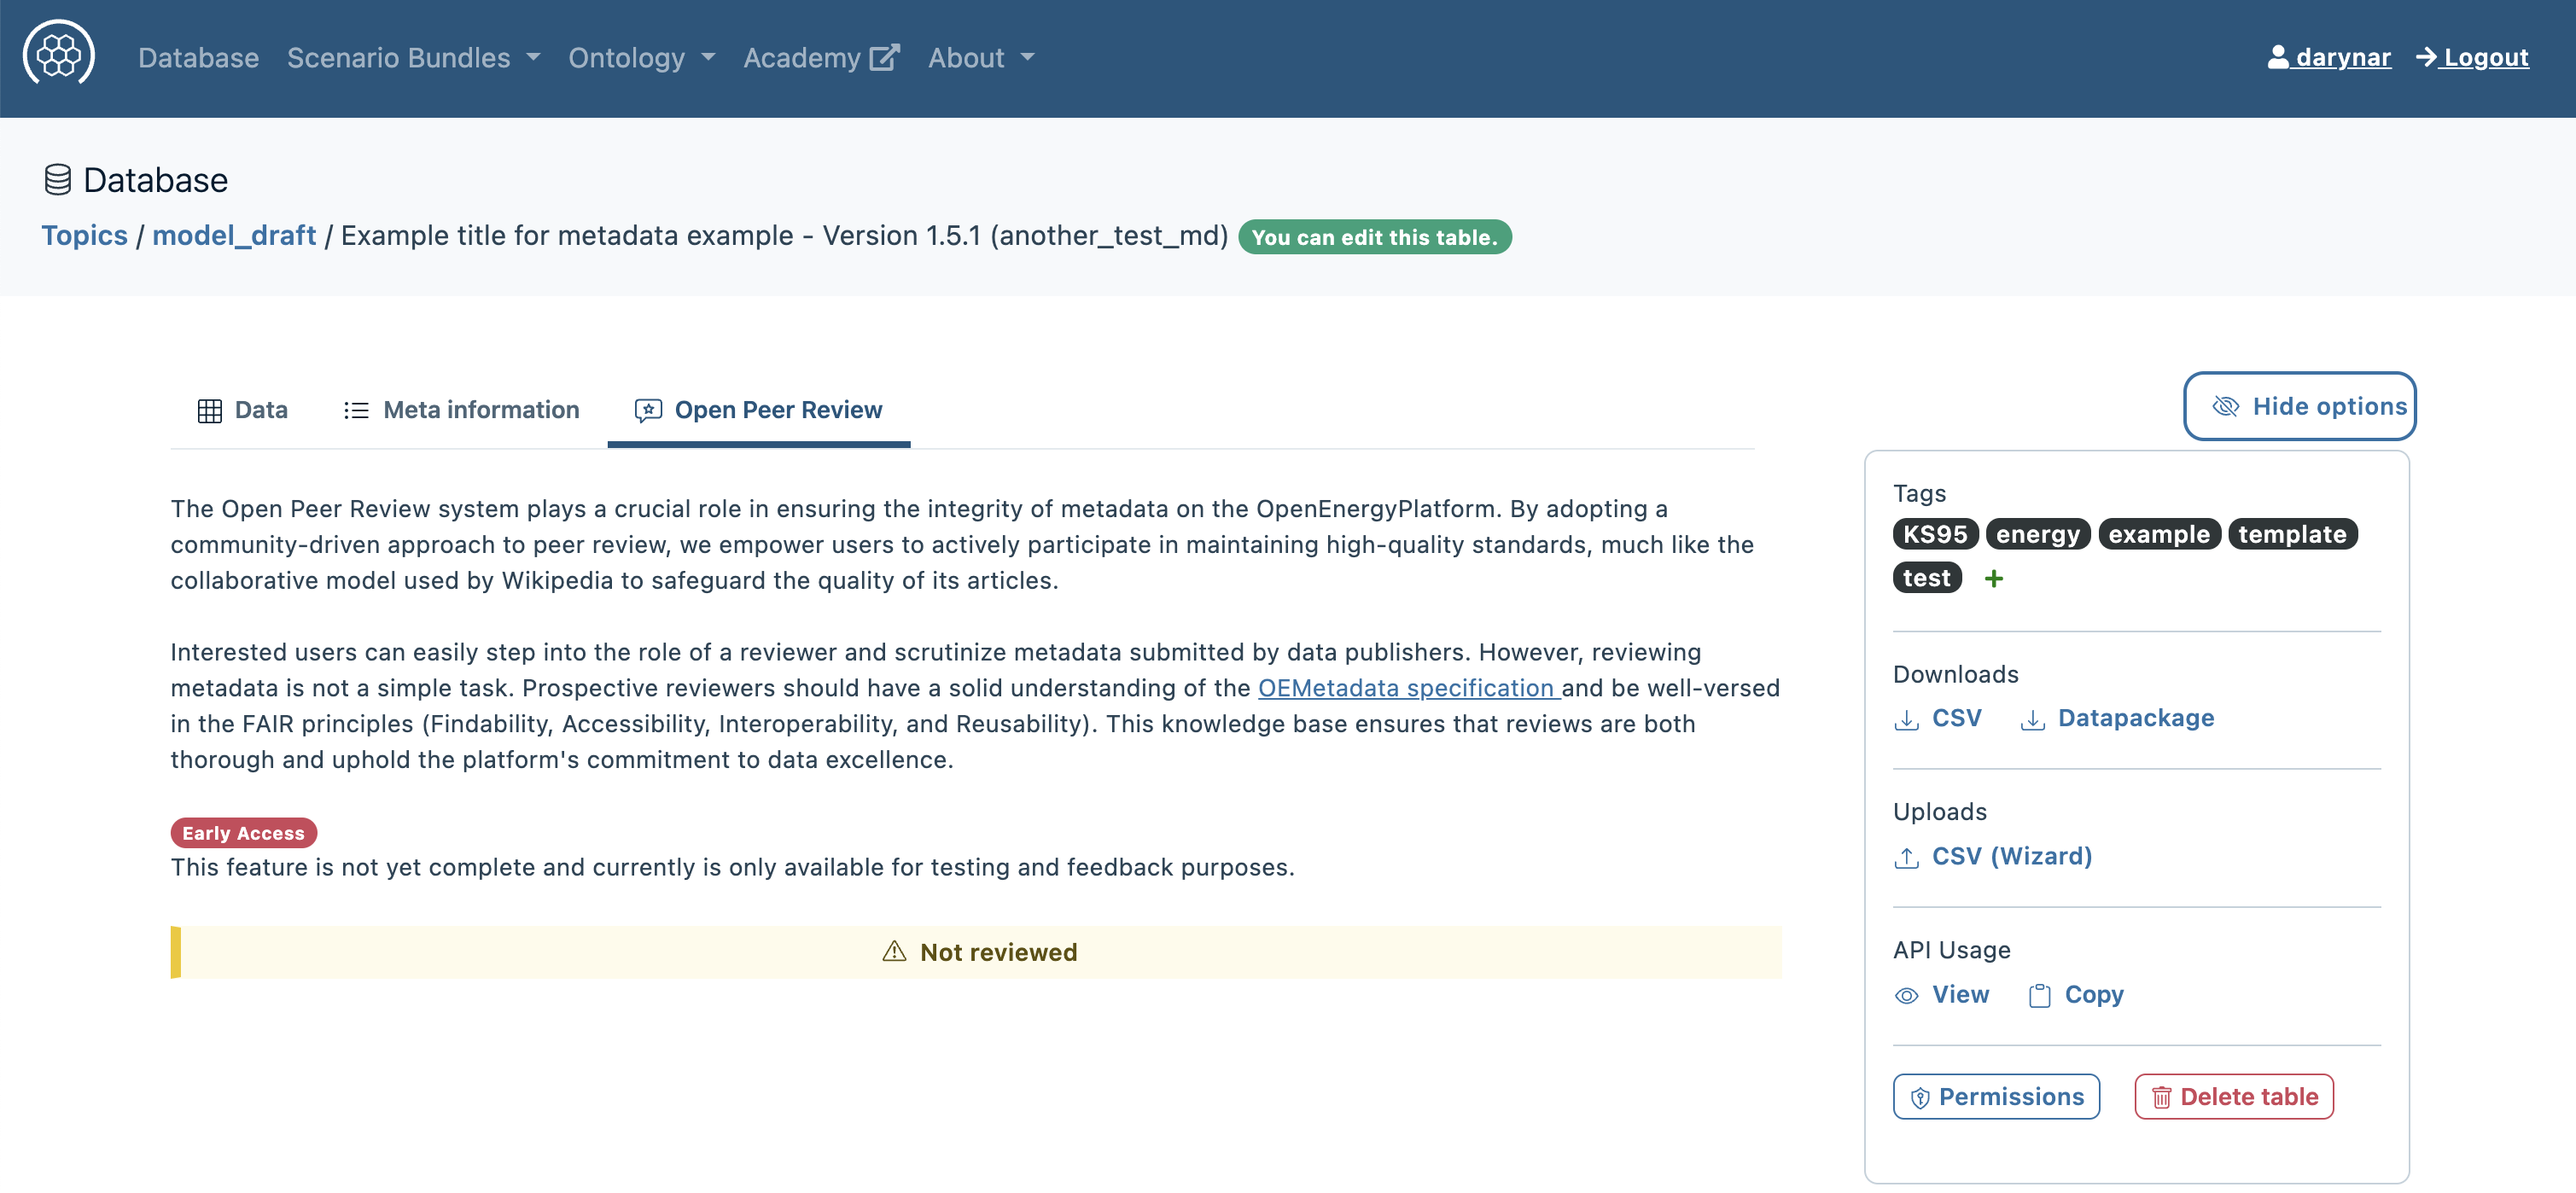 Database Scenario Bundles Ontology Academy About darynar Logout
Database
Topics / model_draft / Example title for metadata example - Version 1.5.1 (another_test_md) You can edit this table.
Data Meta information Open Peer Review
Hide options
The Open Peer Review system plays a crucial role in ensuring the integrity of metadata on the OpenEnergyPlatform. By adopting a
community-driven approach to peer review, we empower users to actively participate in maintaining high-quality standards, much like the
collaborative model used by Wikipedia to safeguard the quality of its articles.
Interested users can easily step into the role of a reviewer and scrutinize metadata submitted by data publishers. However, reviewing
metadata is not a simple task. Prospective reviewers should have a solid understanding of the OEMetadata specification and be well-versed
in the FAIR principles (Findability, Accessibility, Interoperability, and Reusability). This knowledge base ensures that reviews are both
thorough and uphold the platform's commitment to data excellence.
Early Access
This feature is not yet complete and currently is only available for testing and feedback purposes.
Not reviewed
Tags
KS95 energy example template
test +
Downloads
CSV Datapackage
Uploads
CSV (Wizard)
API Usage
View Copy
Permissions Delete table